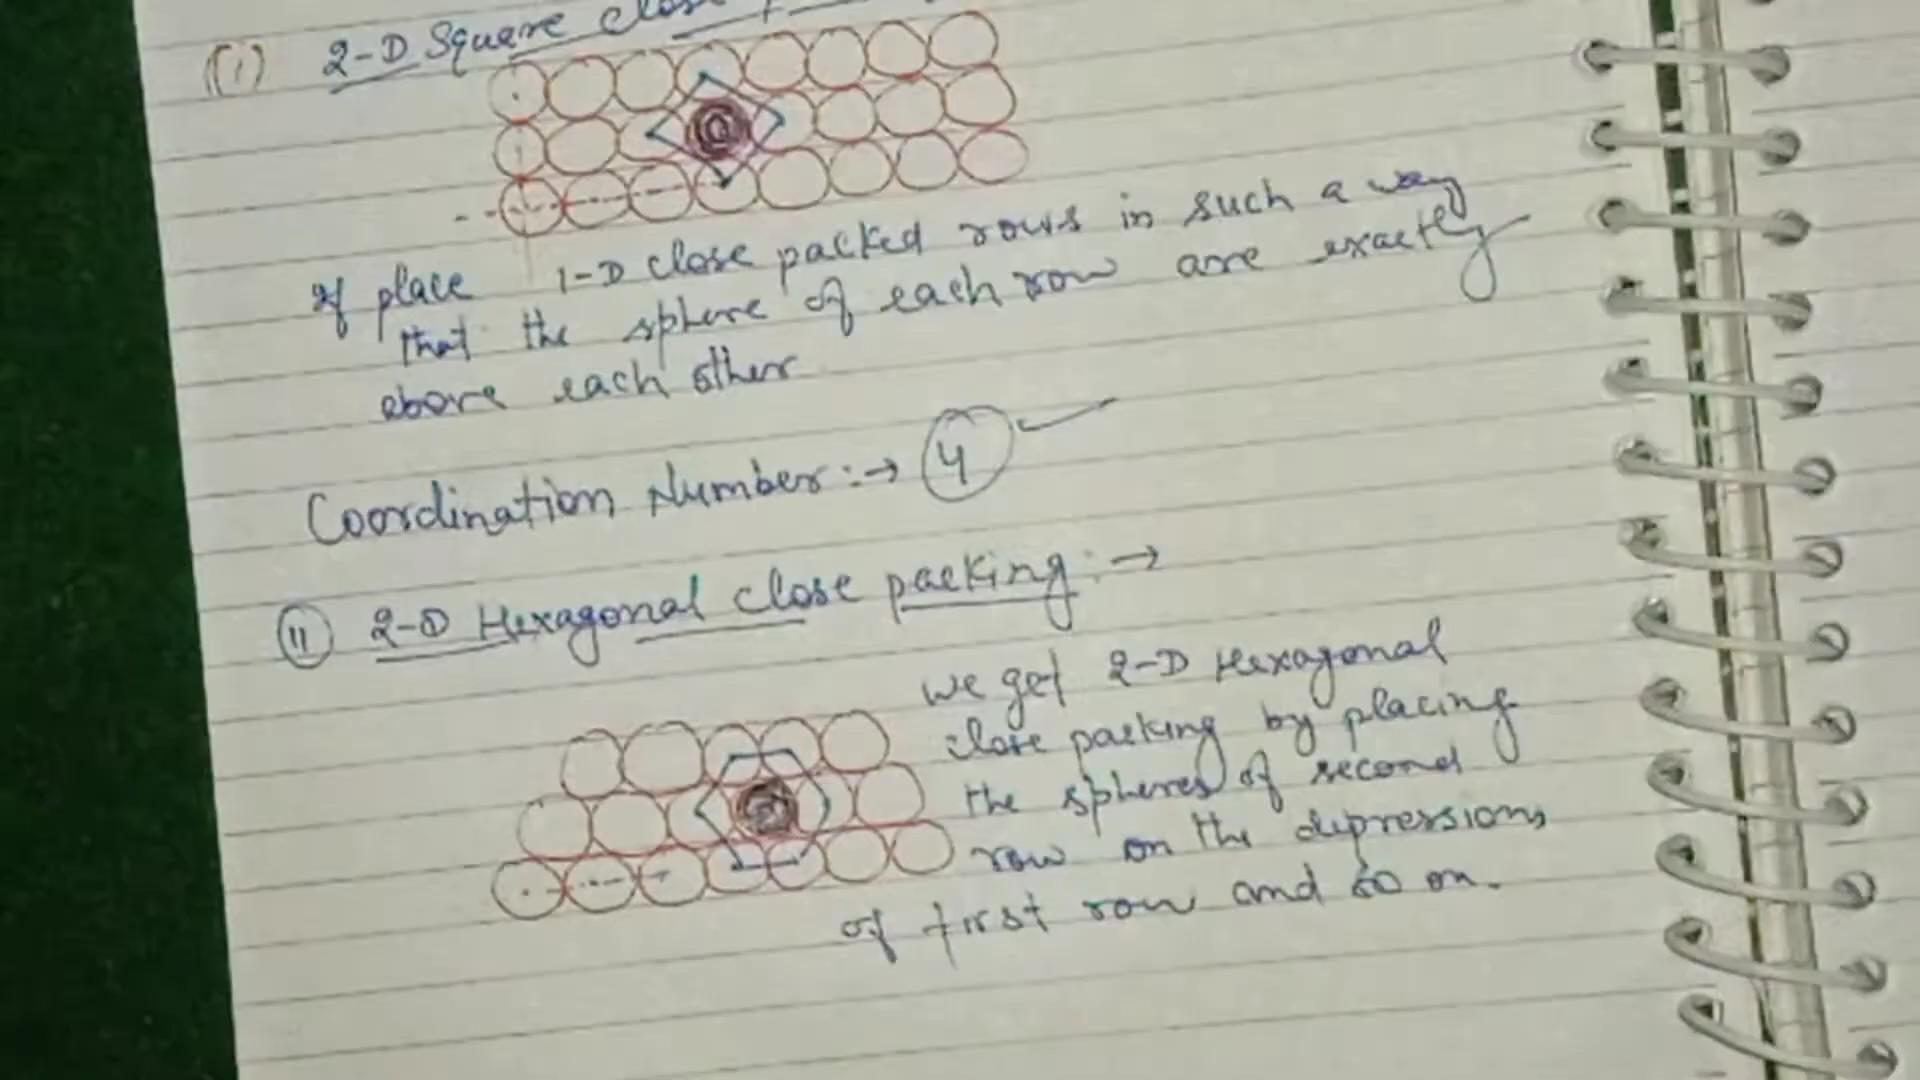 (i) 2-D Square close
If place 1-D close packed rows in such a way
that the sphere of each row are exactly
above each other
Coordination Number :→ 4
(ii) 2-D Hexagonal close packing :→
We get 2-D Hexagonal
close packing by placing
the spheres of second
row on the depressions
of first row and so on.